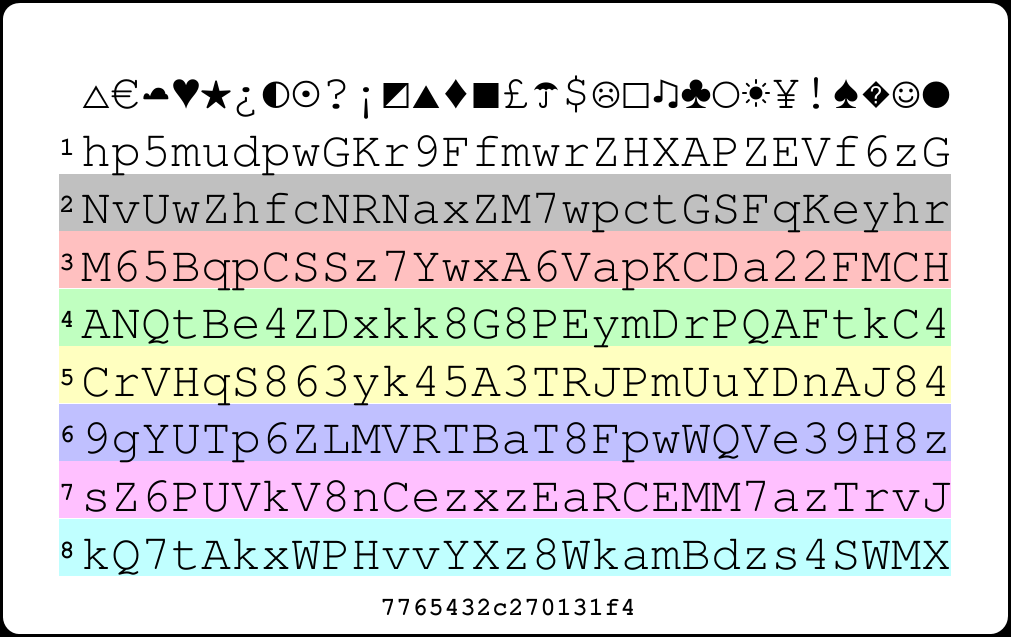 △€☁♥★¿◐☉?¡◩▲♦■£☂$☹□♫♣○☀¥!♠�☺●
1 hp5mudpwGKr9FfmwrZHXAPZEVf6zG
2 NvUwZhfcNRNaxZM7wpctGSFqKeyhr
3 M65BqpCSSz7YwxA6VapKCDa22FMCH
4 ANQtBe4ZDxkk8G8PEymDrPQAFtkC4
5 CrVHqS863yk45A3TRJPmUuYDnAJ84
6 9gYUTp6ZLMVRTBaT8FpwWQVe39H8z
7 sZ6PUVkV8nCezxzEaRCEMM7azTrvJ
8 kQ7tAkxWPHvvYXz8WkamBdzs4SWMX
7765432c270131f4